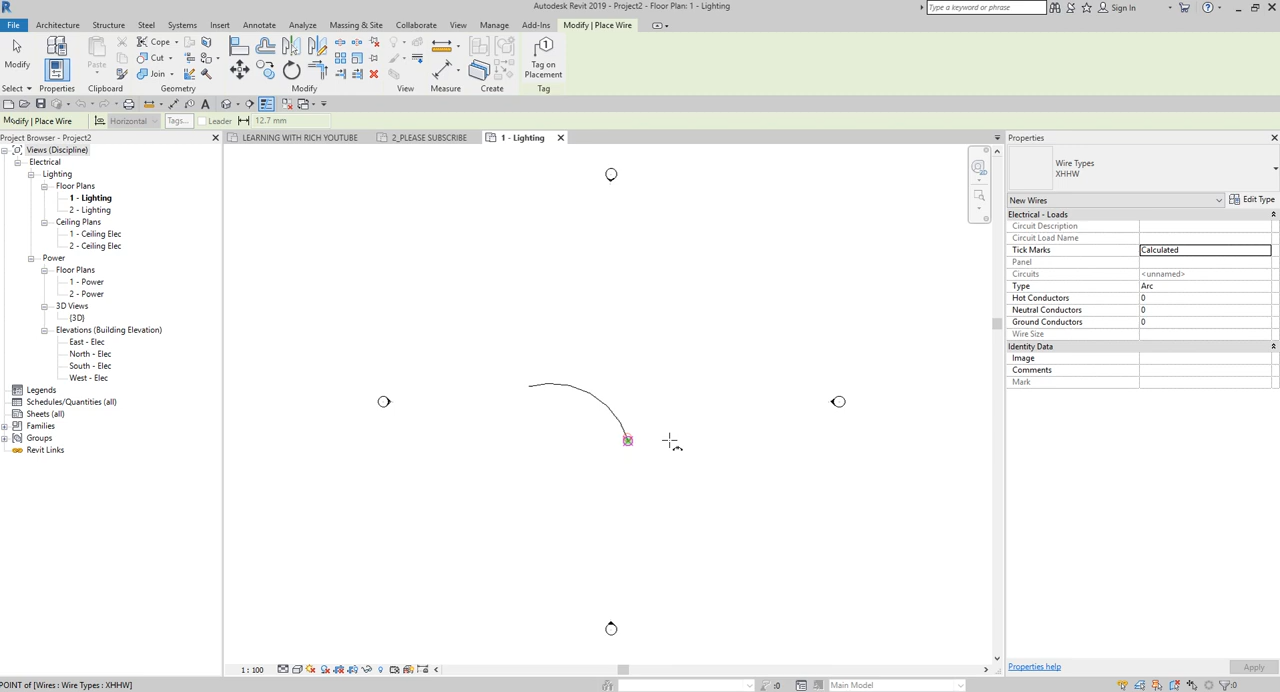 Autodesk Revit 2019 - Project2 - Floor Plan: 1 - Lighting
Type a keyword or phrase
Sign In
File Architecture Structure Steel Systems Insert Annotate Analyze Massing & Site Collaborate View Manage Add-Ins Modify | Place Wire
Modify
Paste
Cope
Cut
Join
Tag on Placement
Select Properties Clipboard Geometry Modify View Measure Create Tag
Modify | Place Wire Horizontal Tags... Leader 12.7 mm
Project Browser - Project2
LEARNING WITH RICH YOUTUBE 2_PLEASE SUBSCRIBE 1 - Lighting
Views (Discipline)
Electrical
Lighting
Floor Plans
1 - Lighting
2 - Lighting
Ceiling Plans
1 - Ceiling Elec
2 - Ceiling Elec
Power
Floor Plans
1 - Power
2 - Power
3D Views
{3D}
Elevations (Building Elevation)
East - Elec
North - Elec
South - Elec
West - Elec
Legends
Schedules/Quantities (all)
Sheets (all)
Families
Groups
Revit Links
Properties
Wire Types
XHHW
New Wires Edit Type
Electrical - Loads
Circuit Description
Circuit Load Name
Tick Marks Calculated
Panel
Circuits <unnamed>
Type Arc
Hot Conductors 0
Neutral Conductors 0
Ground Conductors 0
Wire Size
Identity Data
Image
Comments
Mark
Properties help Apply
1 : 100
POINT of [Wires : Wire Types : XHHW] :0 Main Model :0